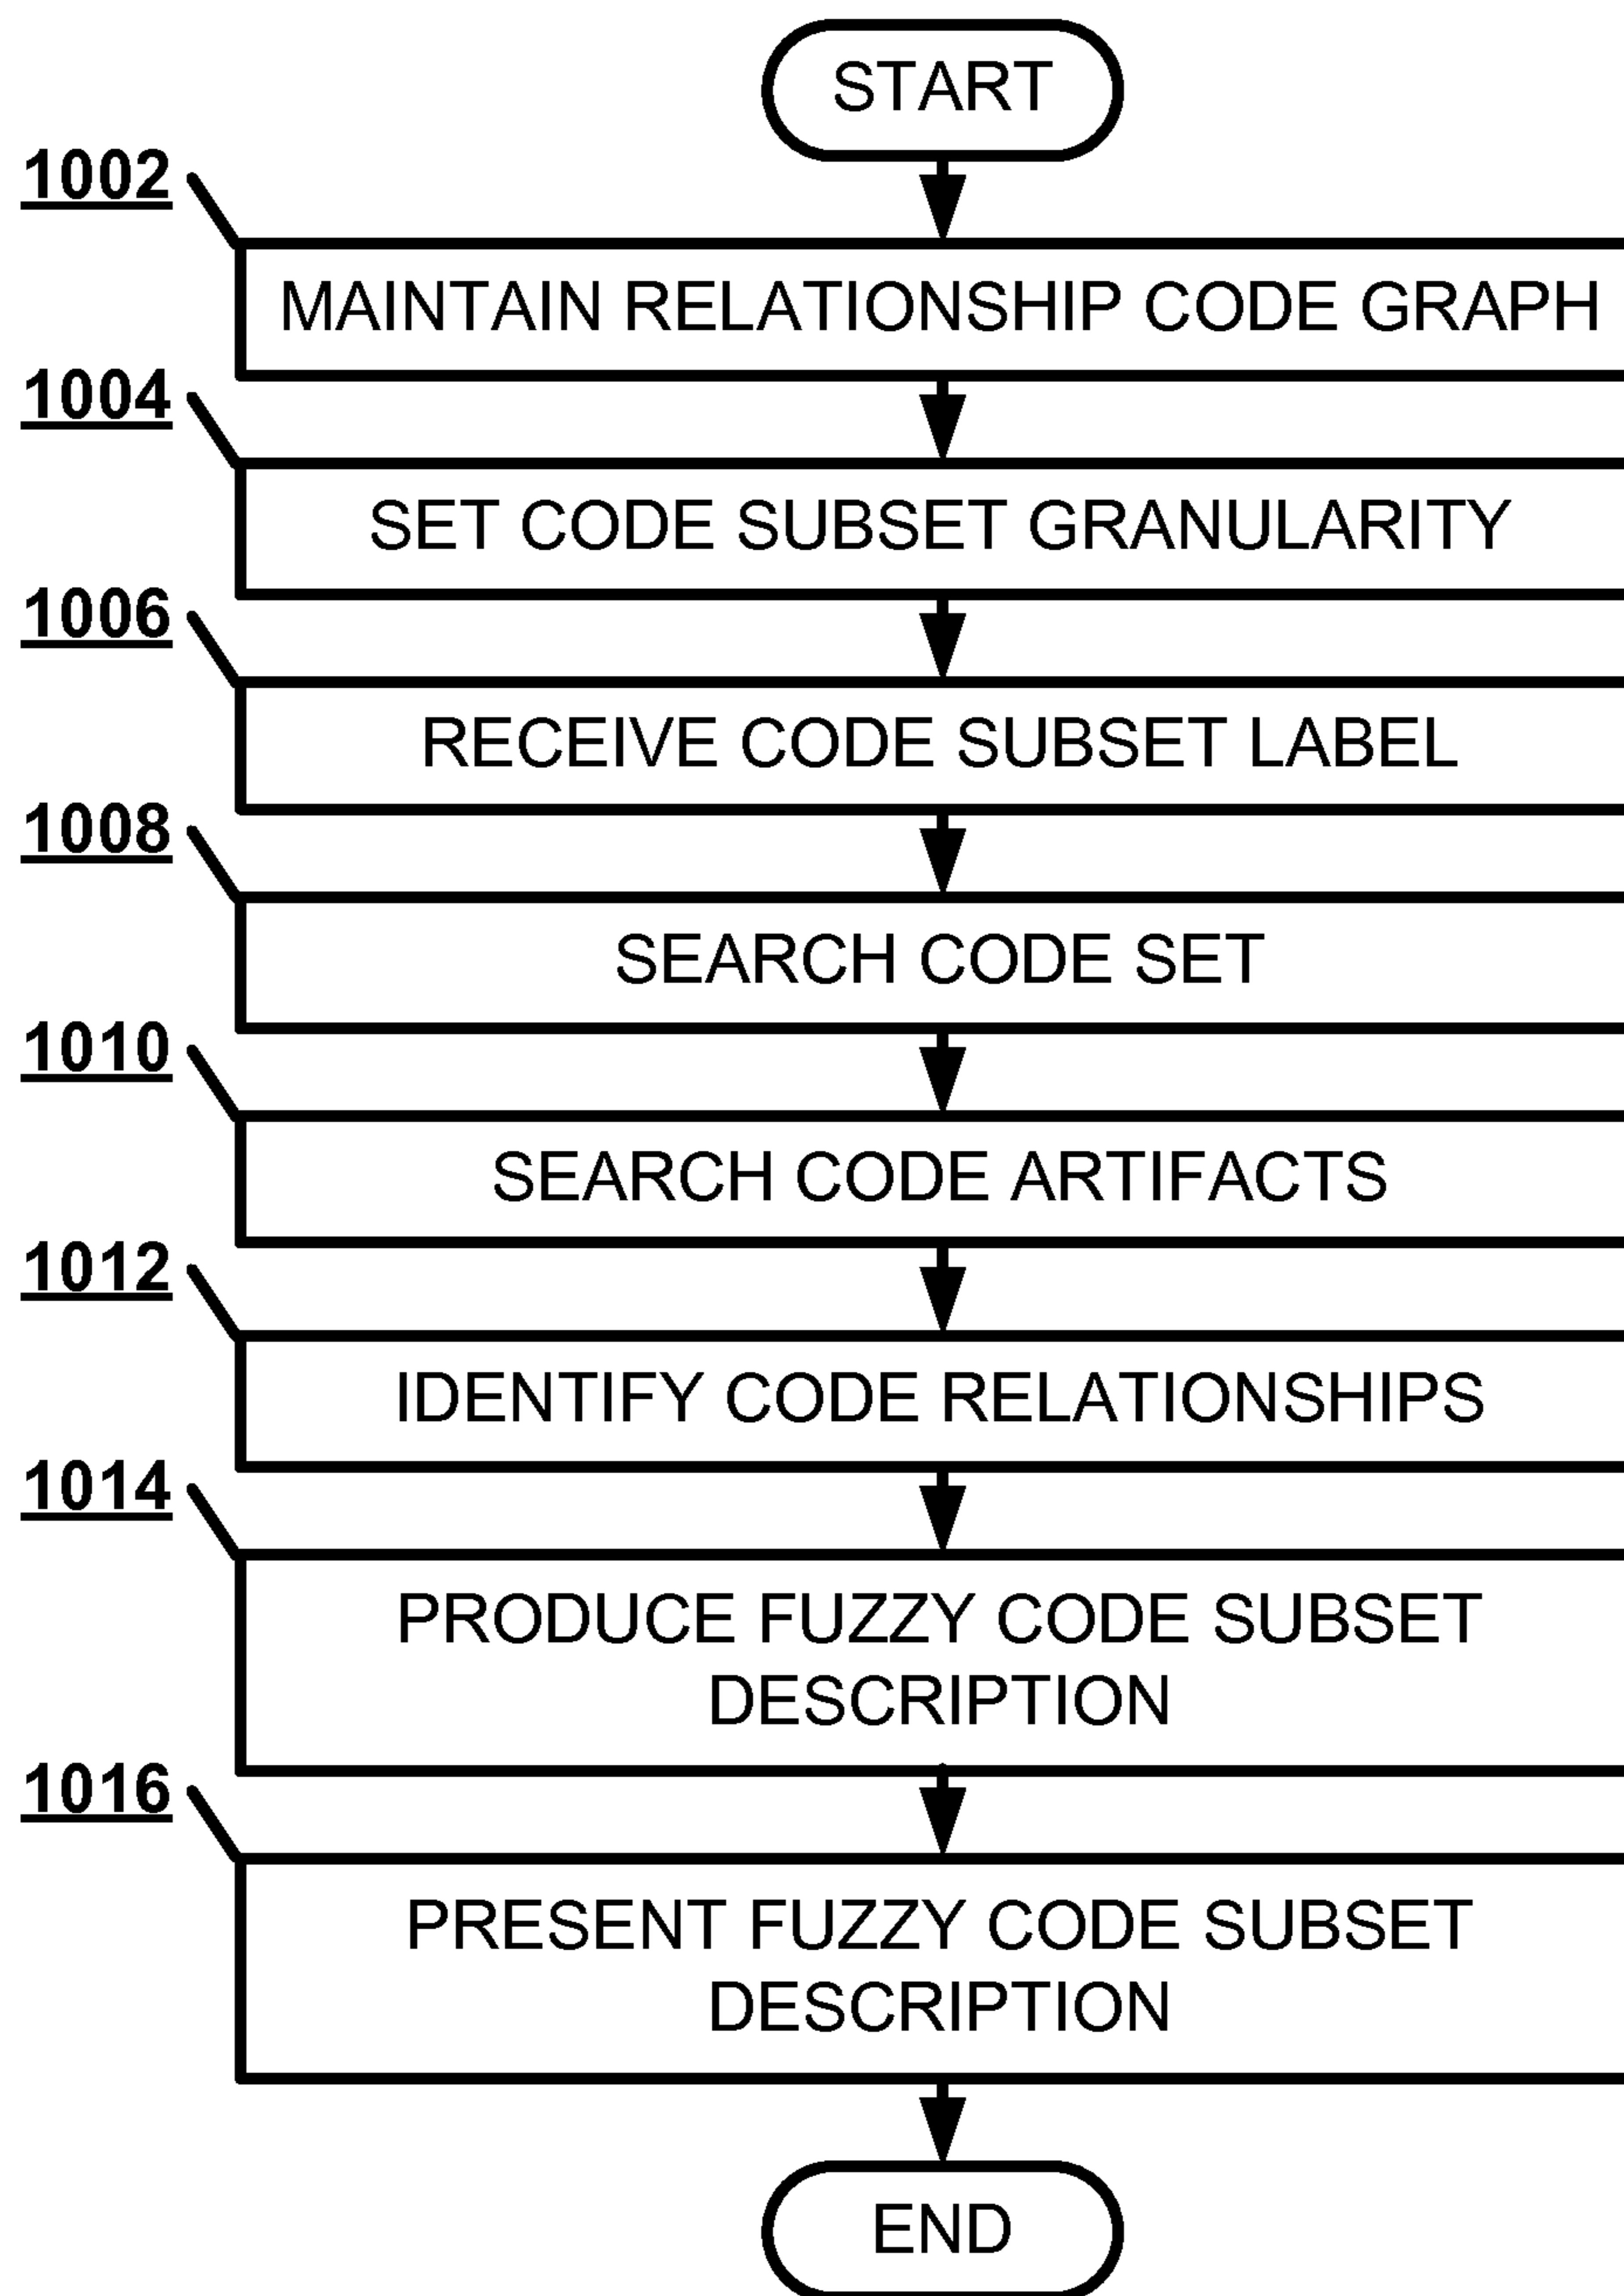 START
1002
MAINTAIN RELATIONSHIP CODE GRAPH
1004
SET CODE SUBSET GRANULARITY
1006
RECEIVE CODE SUBSET LABEL
1008
SEARCH CODE SET
1010
SEARCH CODE ARTIFACTS
1012
IDENTIFY CODE RELATIONSHIPS
1014
PRODUCE FUZZY CODE SUBSET
DESCRIPTION
1016
PRESENT FUZZY CODE SUBSET
DESCRIPTION
END